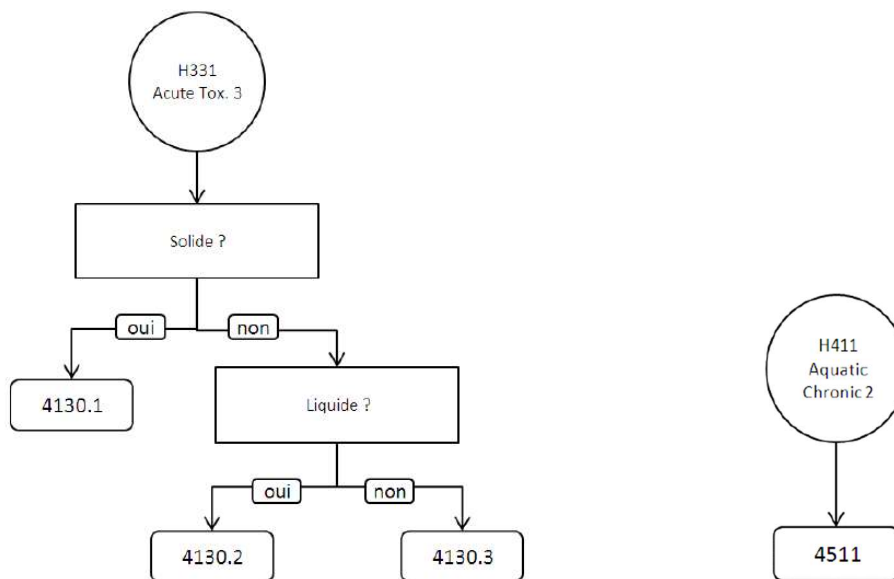 H331
Acute Tox. 3
Solide ?
oui
non
4130.1
Liquide ?
oui
non
4130.2
4130.3
H411
Aquatic
Chronic 2
4511